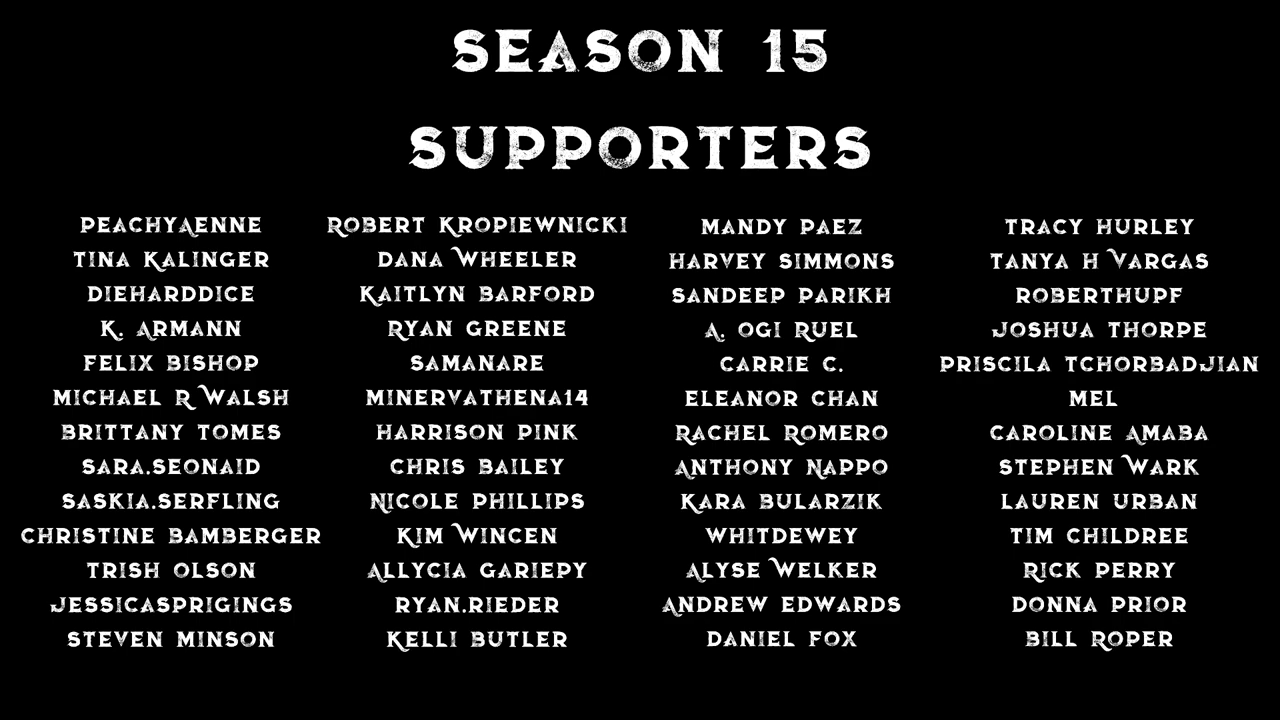 SEASON 15
SUPPORTERS
PEACHYAENNE
TINA KALINGER
DIEHARDDICE
K. ARMANN
FELIX BISHOP
MICHAEL R WALSH
BRITTANY TOMES
SARA.SEONAID
SASKIA.SERFLING
CHRISTINE BAMBERGER
TRISH OLSON
JESSICASPRIGINGS
STEVEN MINSON
ROBERT KROPIEWNICKI
DANA WHEELER
KAITLYN BARFORD
RYAN GREENE
SAMANARE
MINERVATHENA14
HARRISON PINK
CHRIS BAILEY
NICOLE PHILLIPS
KIM WINCEN
ALLYCIA GARIEPY
RYAN.RIEDER
KELLI BUTLER
MANDY PAEZ
HARVEY SIMMONS
SANDEEP PARIKH
A. OGI RUEL
CARRIE C.
ELEANOR CHAN
RACHEL ROMERO
ANTHONY NAPPO
KARA BULARZIK
WHITDEWEY
ALYSE WELKER
ANDREW EDWARDS
DANIEL FOX
TRACY HURLEY
TANYA H VARGAS
ROBERTHUPF
JOSHUA THORPE
PRISCILA TCHORBADJIAN
MEL
CAROLINE AMABA
STEPHEN WARK
LAUREN URBAN
TIM CHILDREE
RICK PERRY
DONNA PRIOR
BILL ROPER